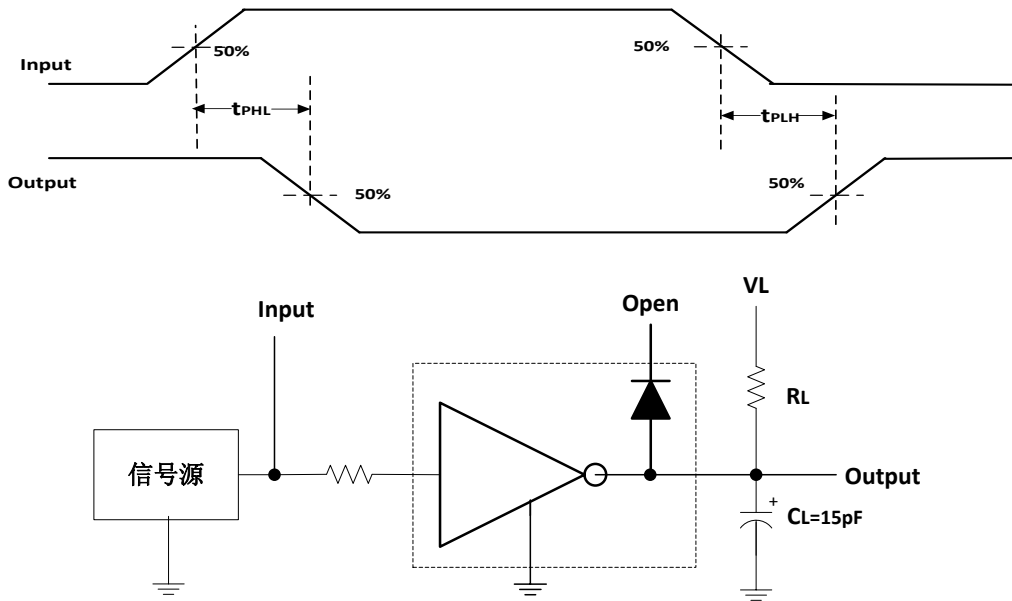 50%
50%
Input
tPHL
tPLH
Output
50%
50%
Input
Open
VL
RL
信号源
Output
+
CL=15pF